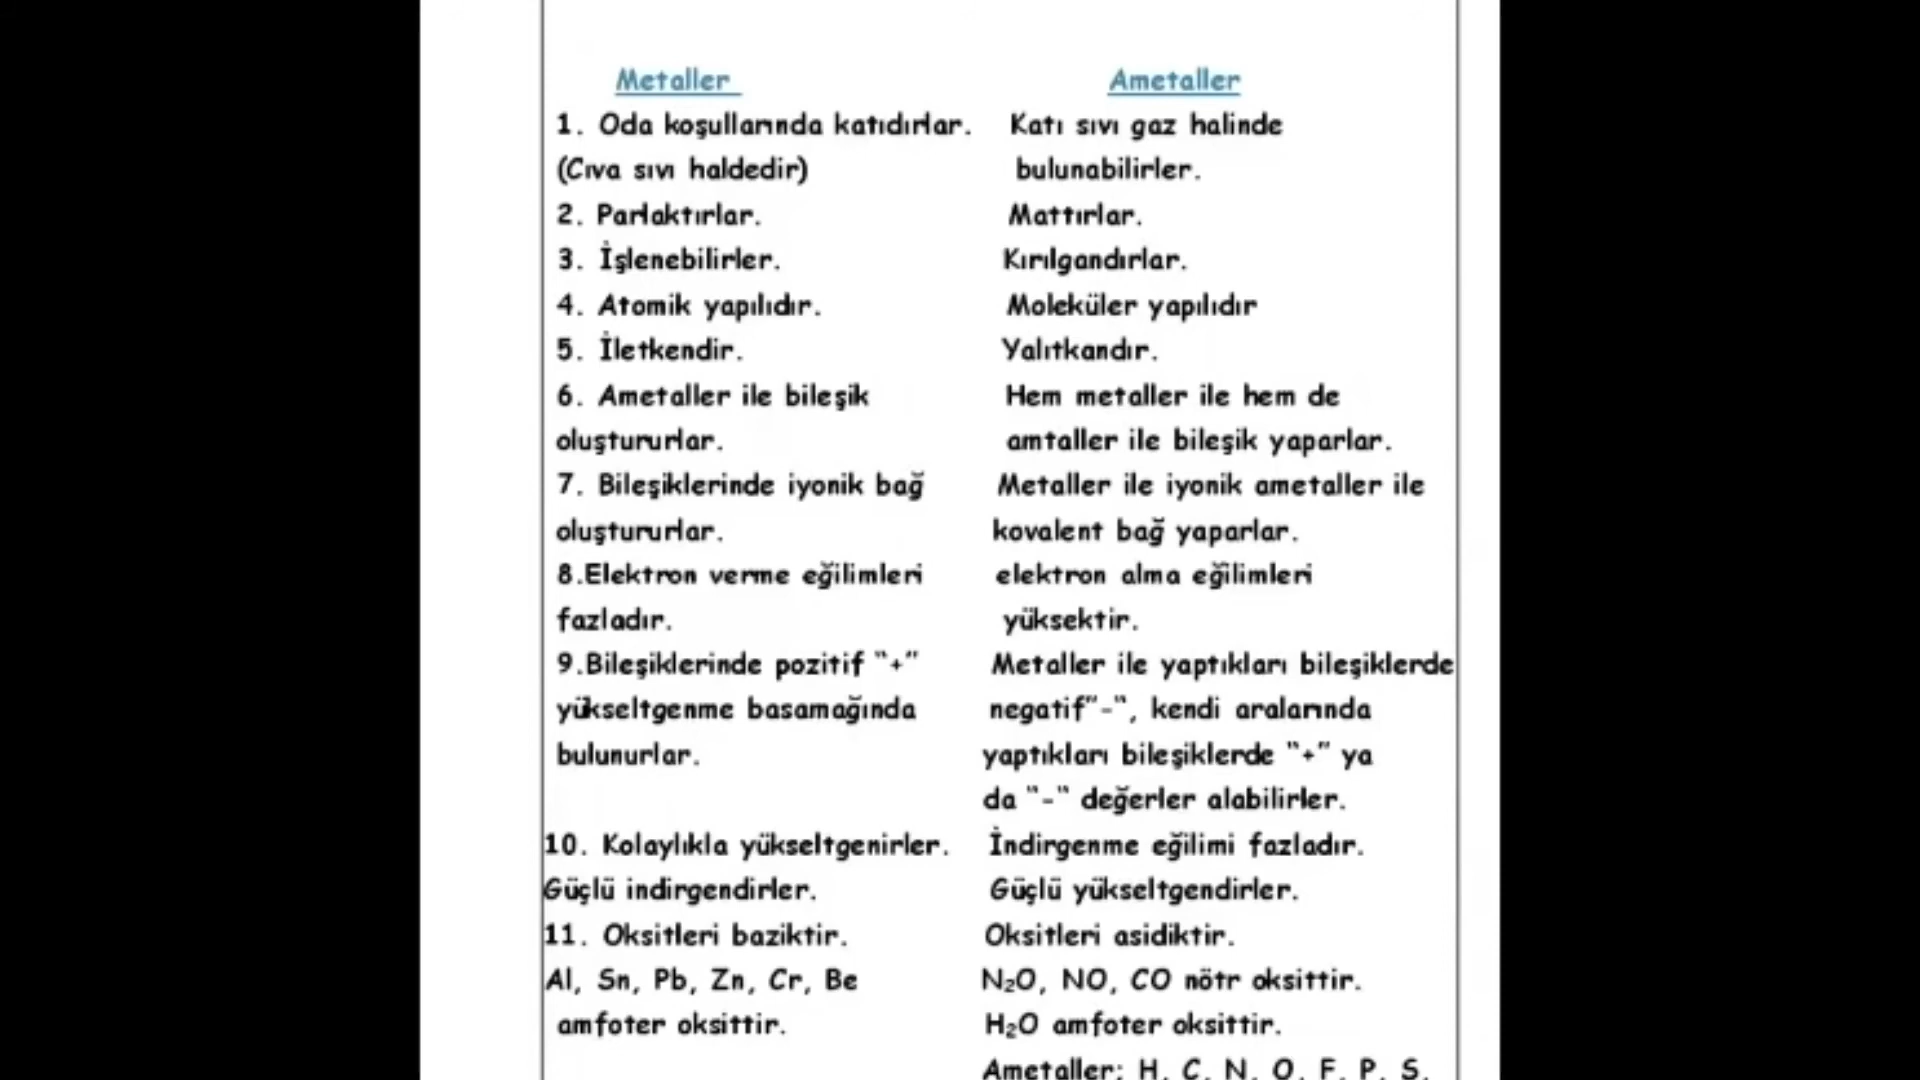 Metaller
1. Oda koşullarında katıdırlar.
(Cıva sıvı haldedir)
2. Parlaktırlar.
3. İşlenebilirler.
4. Atomik yapılıdır.
5. İletkendir.
6. Ametaller ile bileşik
oluştururlar.
7. Bileşiklerinde iyonik bağ
oluştururlar.
8.Elektron verme eğilimleri
fazladır.
9.Bileşiklerinde pozitif "+"
yükseltgenme basamağında
bulunurlar.
10. Kolaylıkla yükseltgenirler.
Güçlü indirgendirler.
11. Oksitleri baziktir.
Al, Sn, Pb, Zn, Cr, Be
amfoter oksittir.
Ametaller
Katı sıvı gaz halinde
bulunabilirler.
Mattırlar.
Kırılgandırlar.
Moleküler yapılıdır
Yalıtkandır.
Hem metaller ile hem de
amtaller ile bileşik yaparlar.
Metaller ile iyonik ametaller ile
kovalent bağ yaparlar.
elektron alma eğilimleri
yüksektir.
Metaller ile yaptıkları bileşiklerde
negatif"-", kendi aralarında
yaptıkları bileşiklerde "+" ya
da "-" değerler alabilirler.
İndirgenme eğilimi fazladır.
Güçlü yükseltgendirler.
Oksitleri asidiktir.
N₂O, NO, CO nötr oksittir.
H₂O amfoter oksittir.
Ametaller: H, C, N, O, F, P, S,